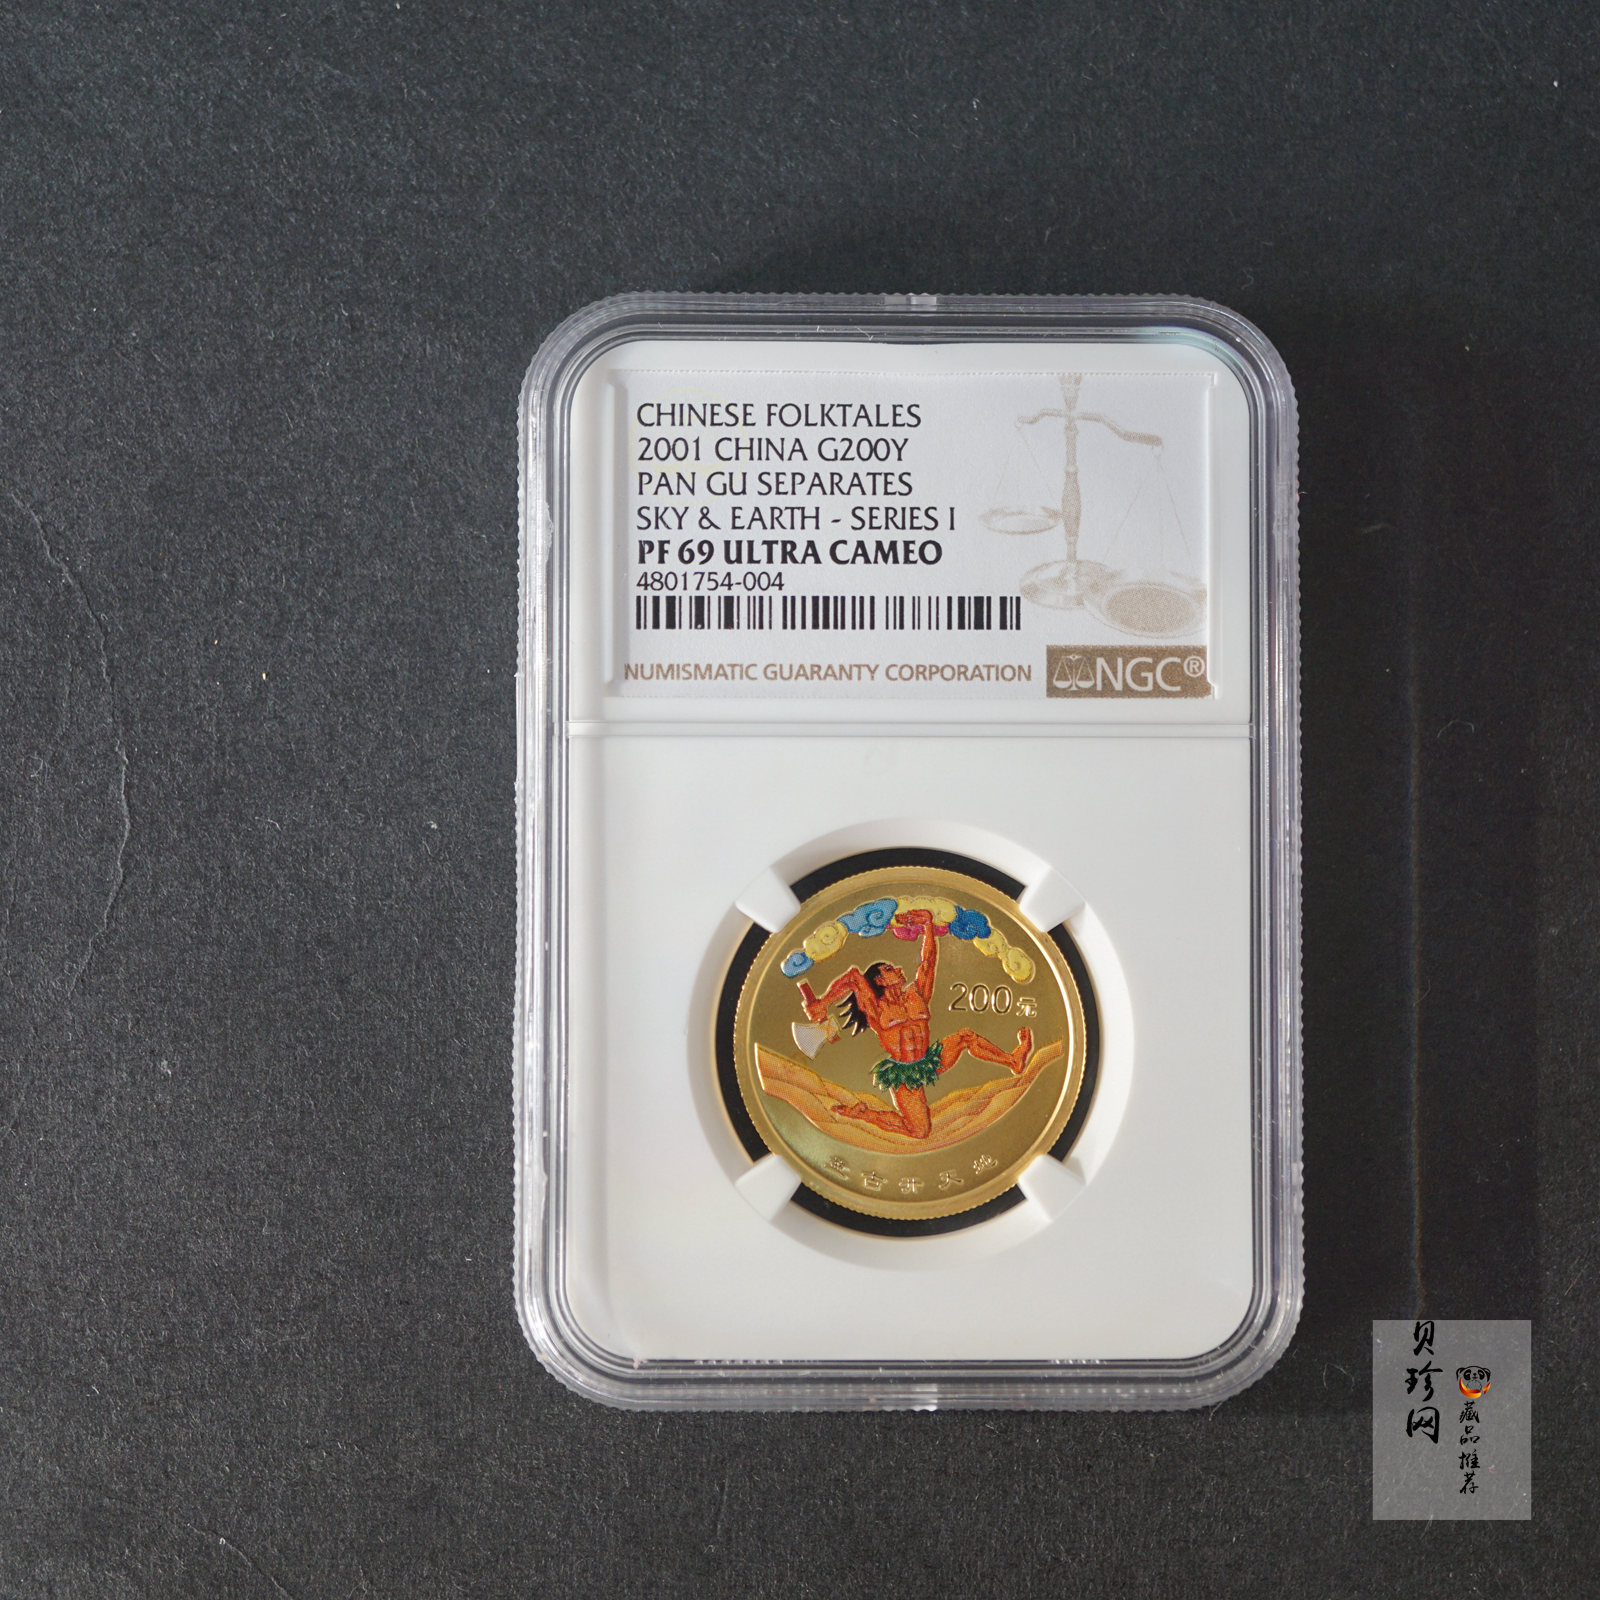 CHINESE FOLKTALES
2001 CHINA G200Y
PAN GU SEPARATES
SKY & EARTH - SERIES I
PF 69 ULTRA CAMEO
4801754-004
NUMISMATIC GUARANTY CORPORATION
NGC®
200元
盘古开天地
贝珍网
藏品推荐